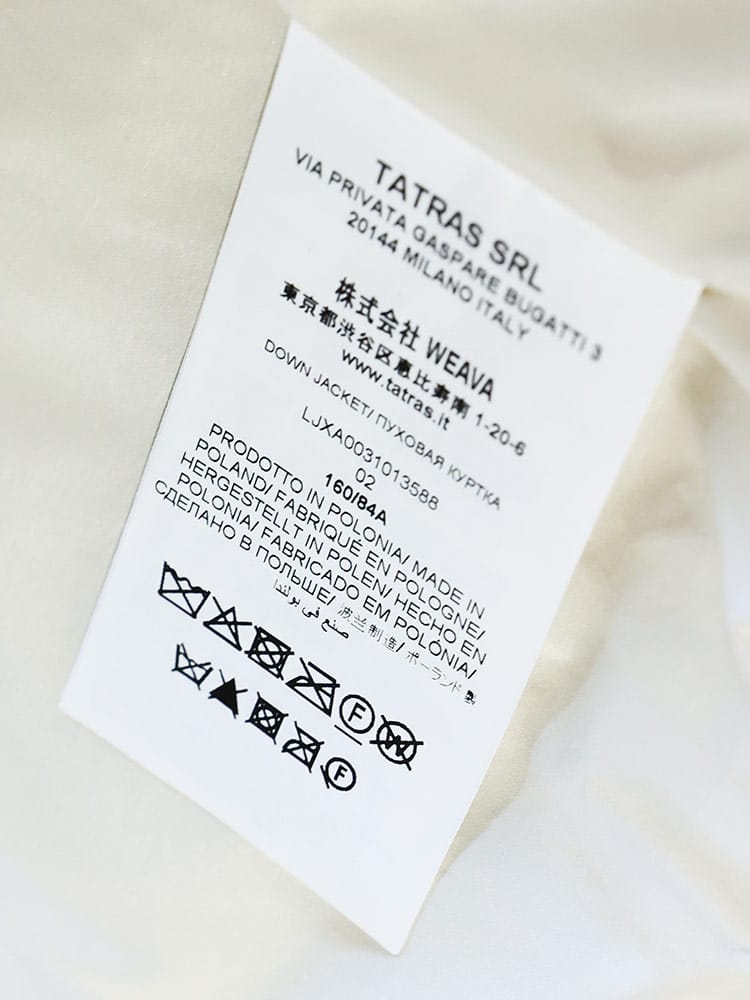 TATRAS SRL
VIA PRIVATA GASPARE BUGATTI 3
20144 MILANO ITALY
株式会社 WEAVA
東京都渋谷区恵比寿南 1-20-6
www.tatras.it
DOWN JACKET/ ПУХОВАЯ КУРТКА
LJXA0031013588
02
160/84A
PRODOTTO IN POLONIA/ MADE IN
POLAND/ FABRIQUÉ EN POLOGNE/
HERGESTELLT IN POLEN/ HECHO EN
POLONIA/ FABRICADO EM POLÓNIA/
СДЕЛАНО В ПОЛЬШЕ/ 波兰制造/ ポーランド製
صنع في بولندا
F W
F